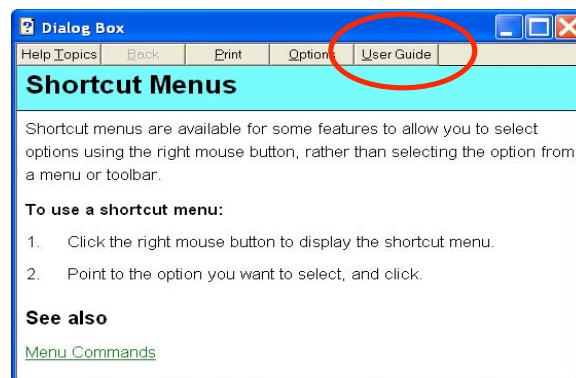 Dialog Box
Help Topics Back Print Options User Guide
Shortcut Menus
Shortcut menus are available for some features to allow you to select
options using the right mouse button, rather than selecting the option from
a menu or toolbar.
To use a shortcut menu:
1. Click the right mouse button to display the shortcut menu.
2. Point to the option you want to select, and click.
See also
Menu Commands